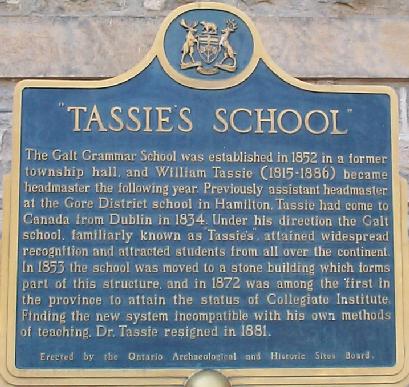 "TASSIE'S SCHOOL"
The Galt Grammar School was established in 1852 in a former
township hall, and William Tassie (1815-1886) became
headmaster the following year. Previously assistant headmaster
at the Gore District school in Hamilton, Tassie had come to
Canada from Dublin in 1834. Under his direction the Galt
school, familiarly known as "Tassie's", attained widespread
recognition and attracted students from all over the continent.
In 1853 the school was moved to a stone building which forms
part of this structure, and in 1872 was among the first in
the province to attain the status of Collegiate Institute.
Finding the new system incompatible with his own methods
of teaching, Dr. Tassie resigned in 1881.
Erected by the Ontario Archaeological and Historic Sites Board.